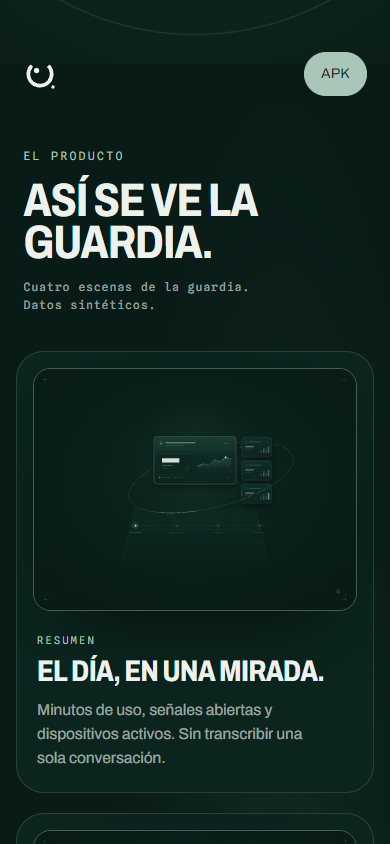 APK
EL PRODUCTO
ASÍ SE VE LA
GUARDIA.
Cuatro escenas de la guardia.
Datos sintéticos.
RESUMEN
EL DÍA, EN UNA MIRADA.
Minutos de uso, señales abiertas y
dispositivos activos. Sin transcribir una
sola conversación.